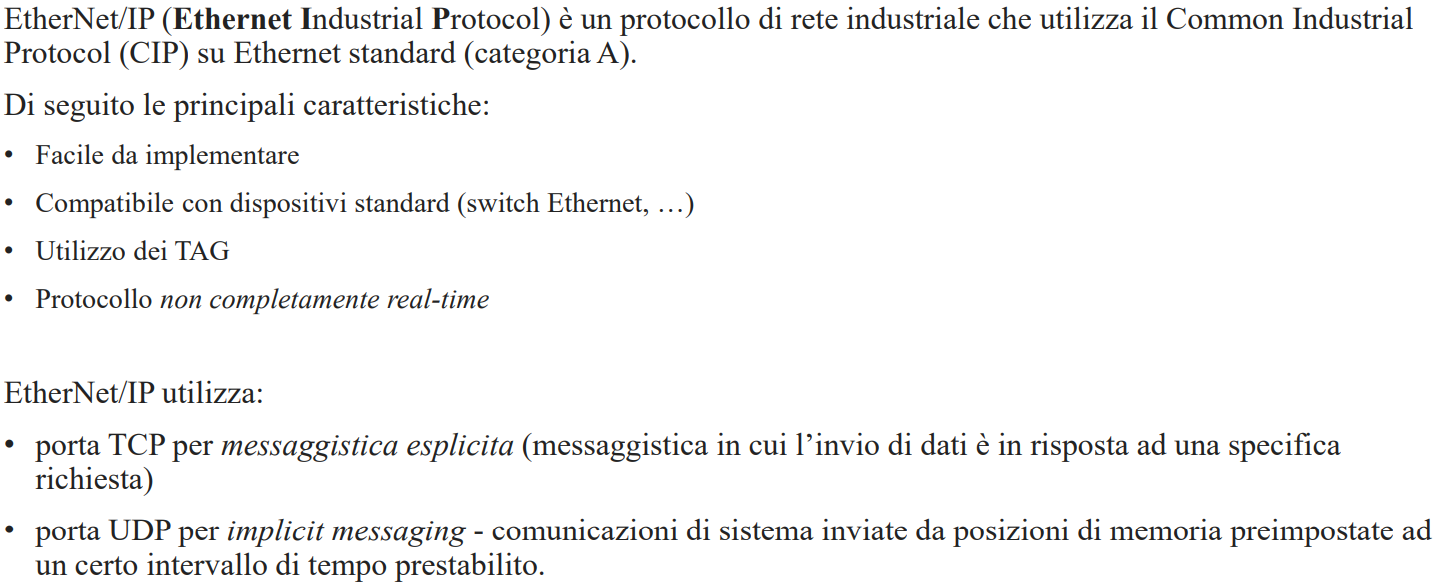 EtherNet/IP (Ethernet Industrial Protocol) è un protocollo di rete industriale che utilizza il Common Industrial
Protocol (CIP) su Ethernet standard (categoria A).
Di seguito le principali caratteristiche:
• Facile da implementare
• Compatibile con dispositivi standard (switch Ethernet, …)
• Utilizzo dei TAG
• Protocollo non completamente real-time
EtherNet/IP utilizza:
• porta TCP per messaggistica esplicita (messaggistica in cui l’invio di dati è in risposta ad una specifica
richiesta)
• porta UDP per implicit messaging - comunicazioni di sistema inviate da posizioni di memoria preimpostate ad
un certo intervallo di tempo prestabilito.